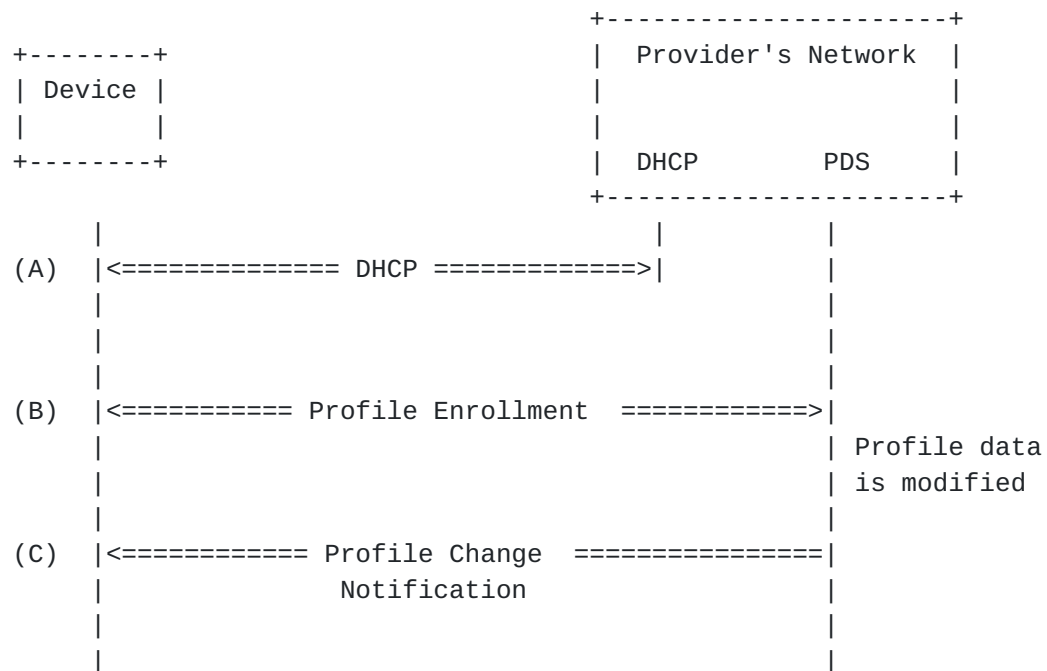 Provider's Network
Device
DHCP PDS
(A) DHCP
(B) Profile Enrollment
Profile data
is modified
(C) Profile Change
Notification